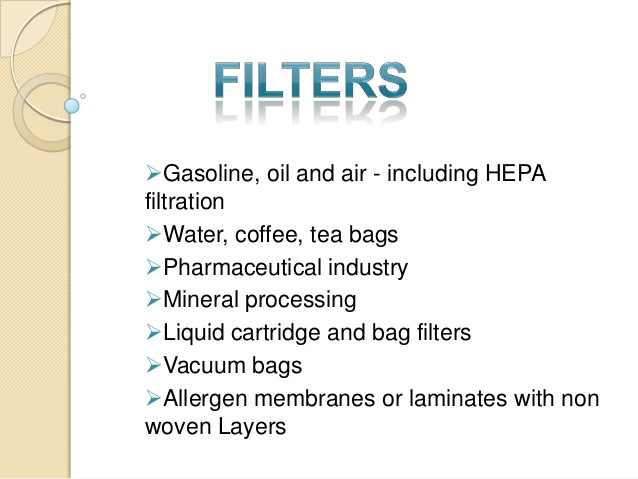 FILTERS
➢Gasoline, oil and air - including HEPA
filtration
➢Water, coffee, tea bags
➢Pharmaceutical industry
➢Mineral processing
➢Liquid cartridge and bag filters
➢Vacuum bags
➢Allergen membranes or laminates with non
woven Layers